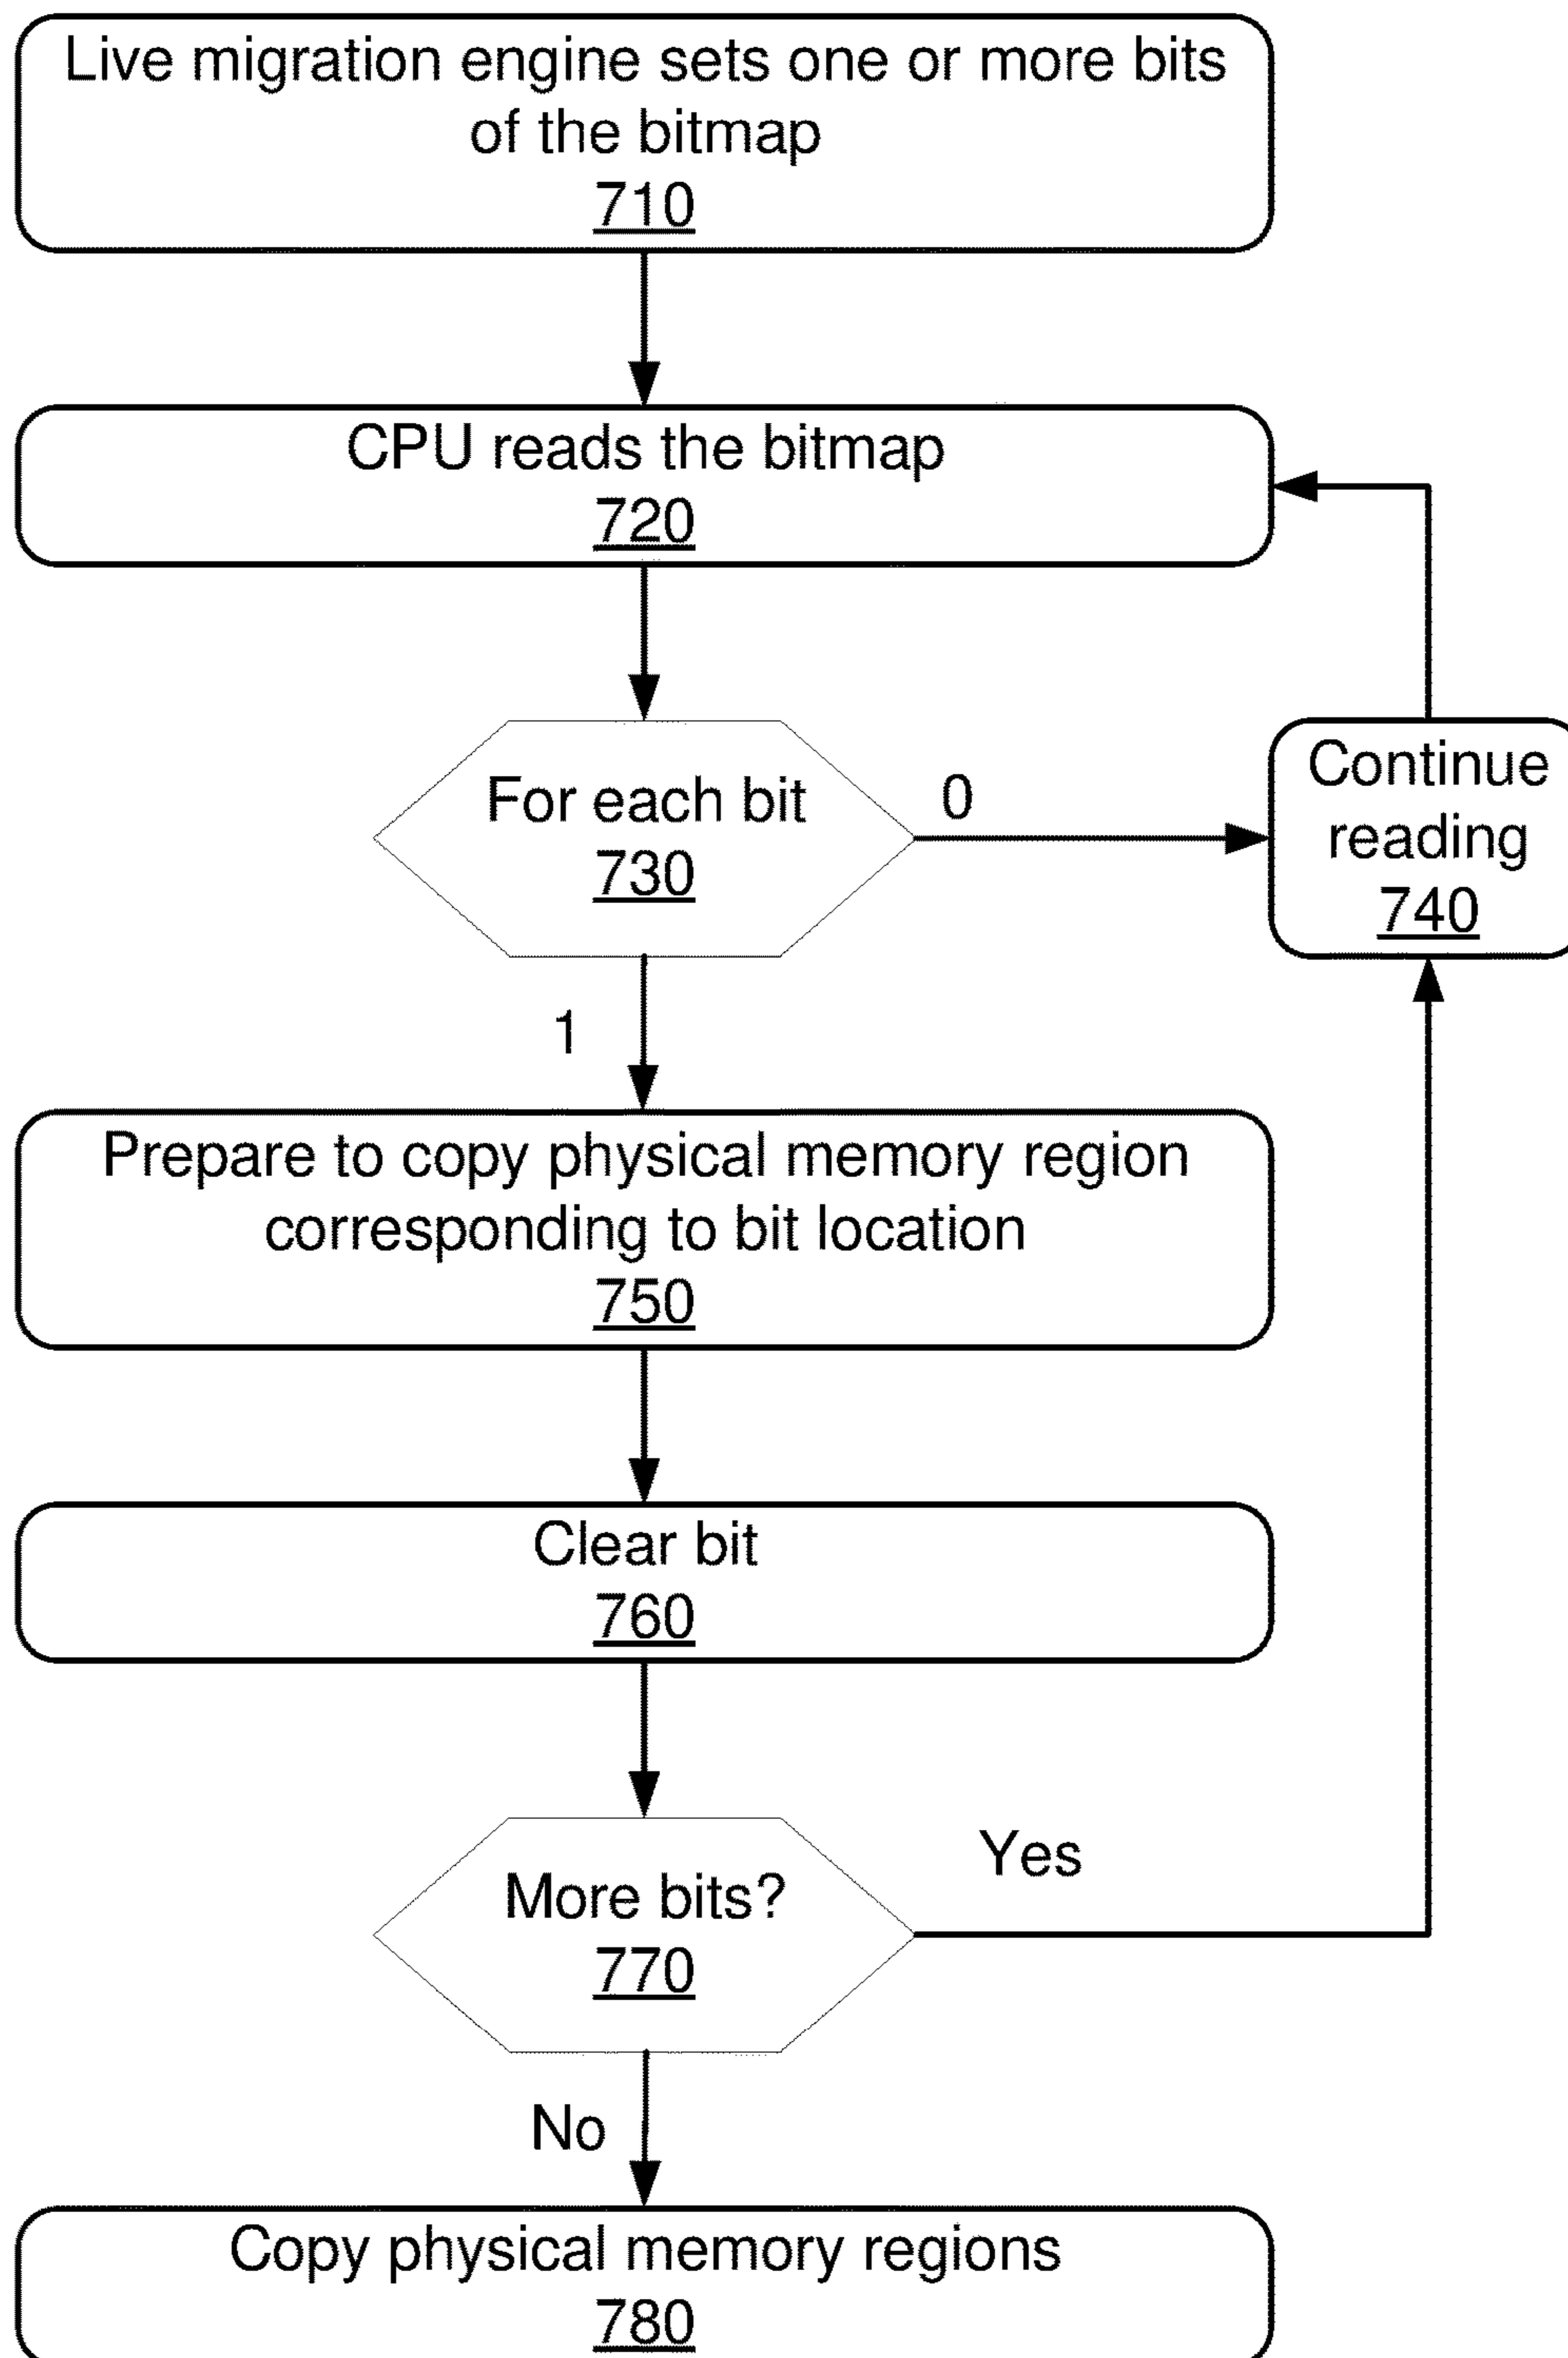 Live migration engine sets one or more bits
of the bitmap
710
CPU reads the bitmap
720
For each bit
730
0
Continue
reading
740
1
Prepare to copy physical memory region
corresponding to bit location
750
Clear bit
760
More bits?
770
Yes
No
Copy physical memory regions
780